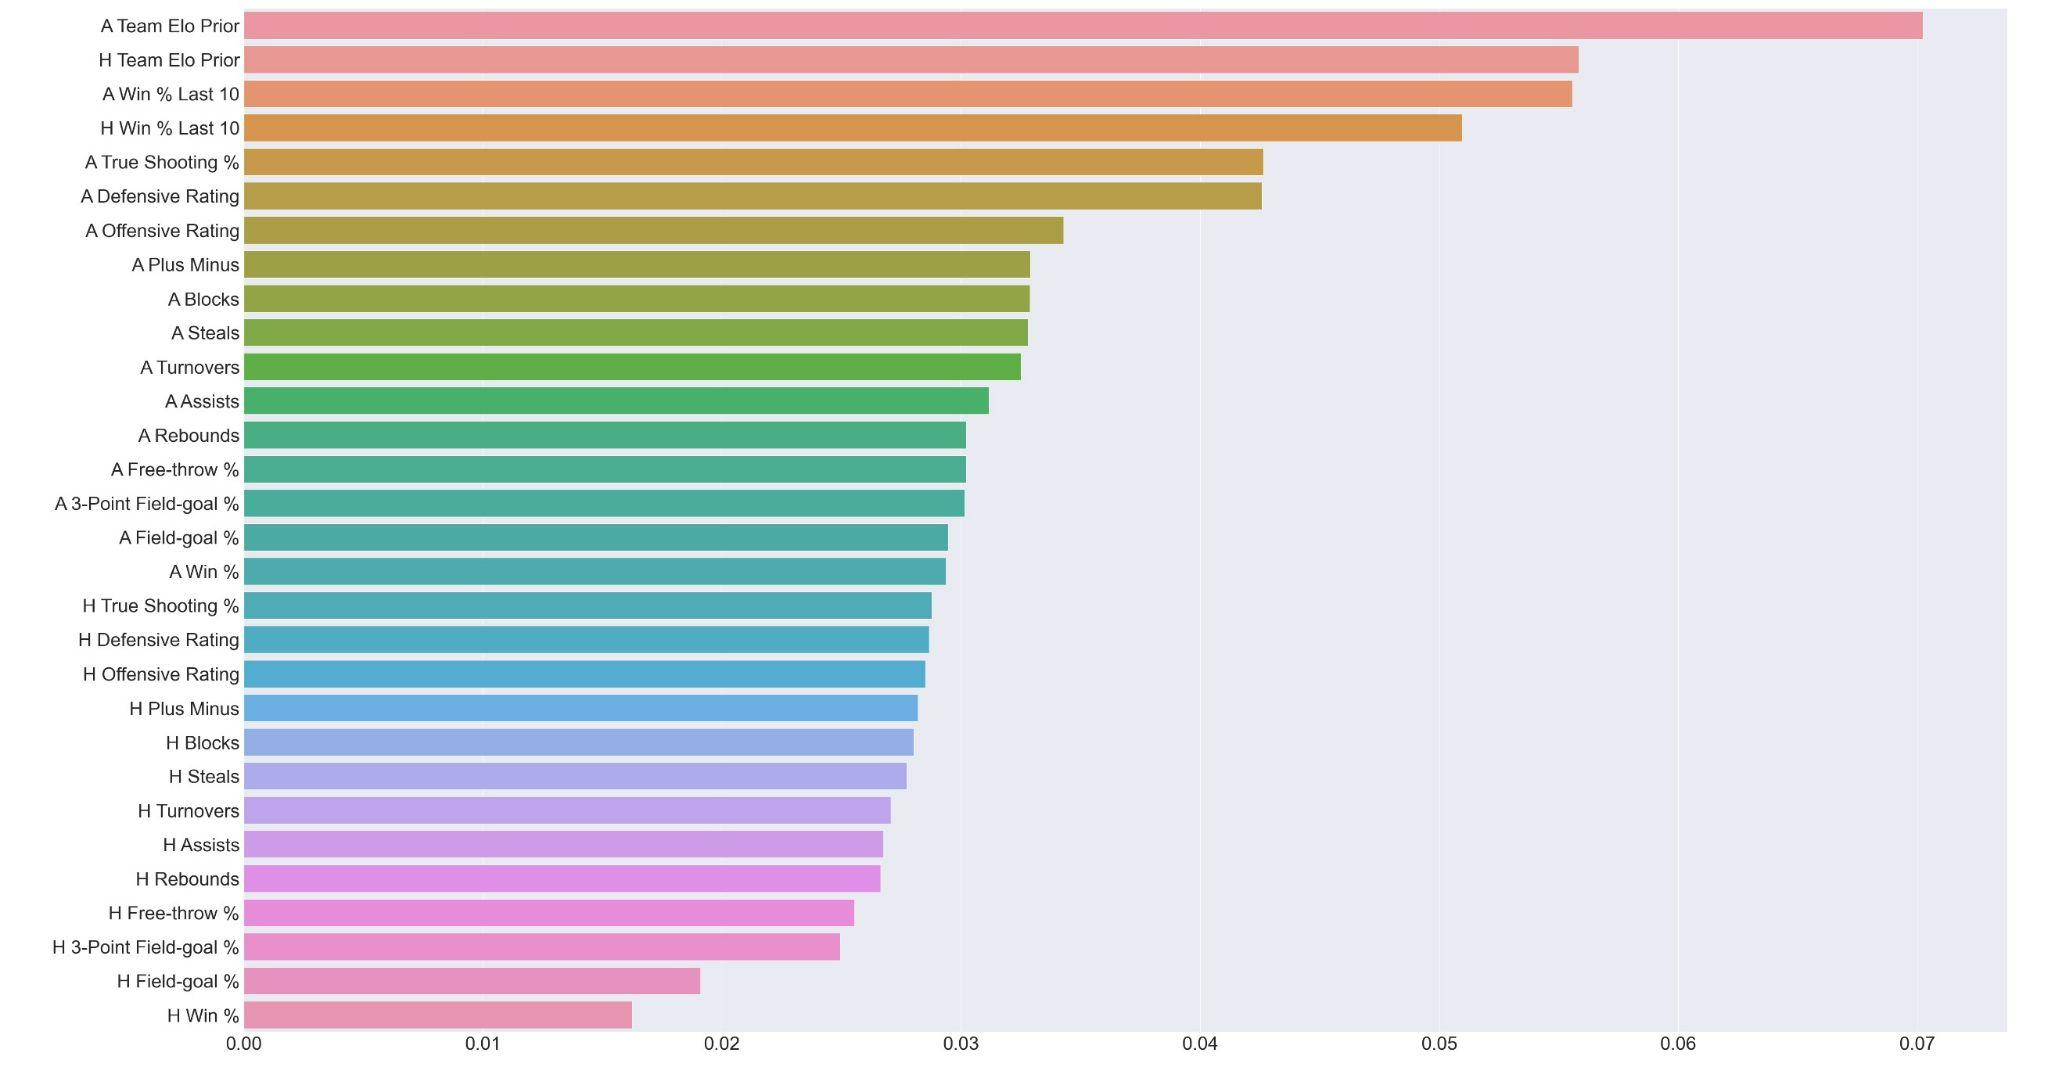 A Team Elo Prior
H Team Elo Prior
A Win % Last 10
H Win % Last 10
A True Shooting %
A Defensive Rating
A Offensive Rating
A Plus Minus
A Blocks
A Steals
A Turnovers
A Assists
A Rebounds
A Free-throw %
A 3-Point Field-goal %
A Field-goal %
A Win %
H True Shooting %
H Defensive Rating
H Offensive Rating
H Plus Minus
H Blocks
H Steals
H Turnovers
H Assists
H Rebounds
H Free-throw %
H 3-Point Field-goal %
H Field-goal %
H Win %
0.00 0.01 0.02 0.03 0.04 0.05 0.06 0.07